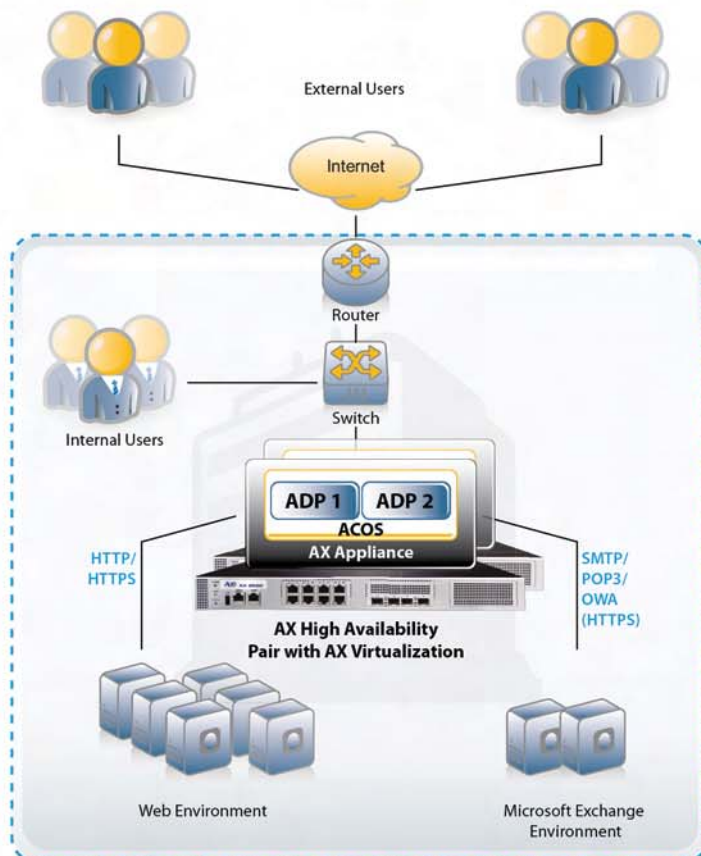 External Users
Internet
Router
Switch
Internal Users
ADP 1
ADP 2
ACOS
AX Appliance
HTTP/
HTTPS
SMTP/
POP3/
OWA
(HTTPS)
AX High Availability
Pair with AX Virtualization
Web Environment
Microsoft Exchange
Environment